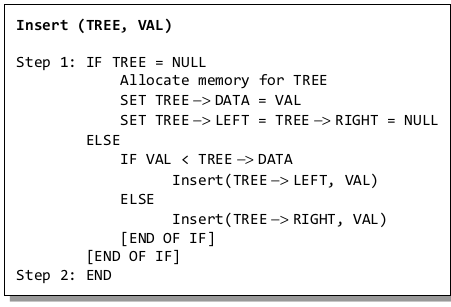 Insert (TREE, VAL)
Step 1: IF TREE = NULL
Allocate memory for TREE
SET TREE->DATA = VAL
SET TREE->LEFT = TREE->RIGHT = NULL
ELSE
IF VAL < TREE->DATA
Insert(TREE->LEFT, VAL)
ELSE
Insert(TREE->RIGHT, VAL)
[END OF IF]
[END OF IF]
Step 2: END